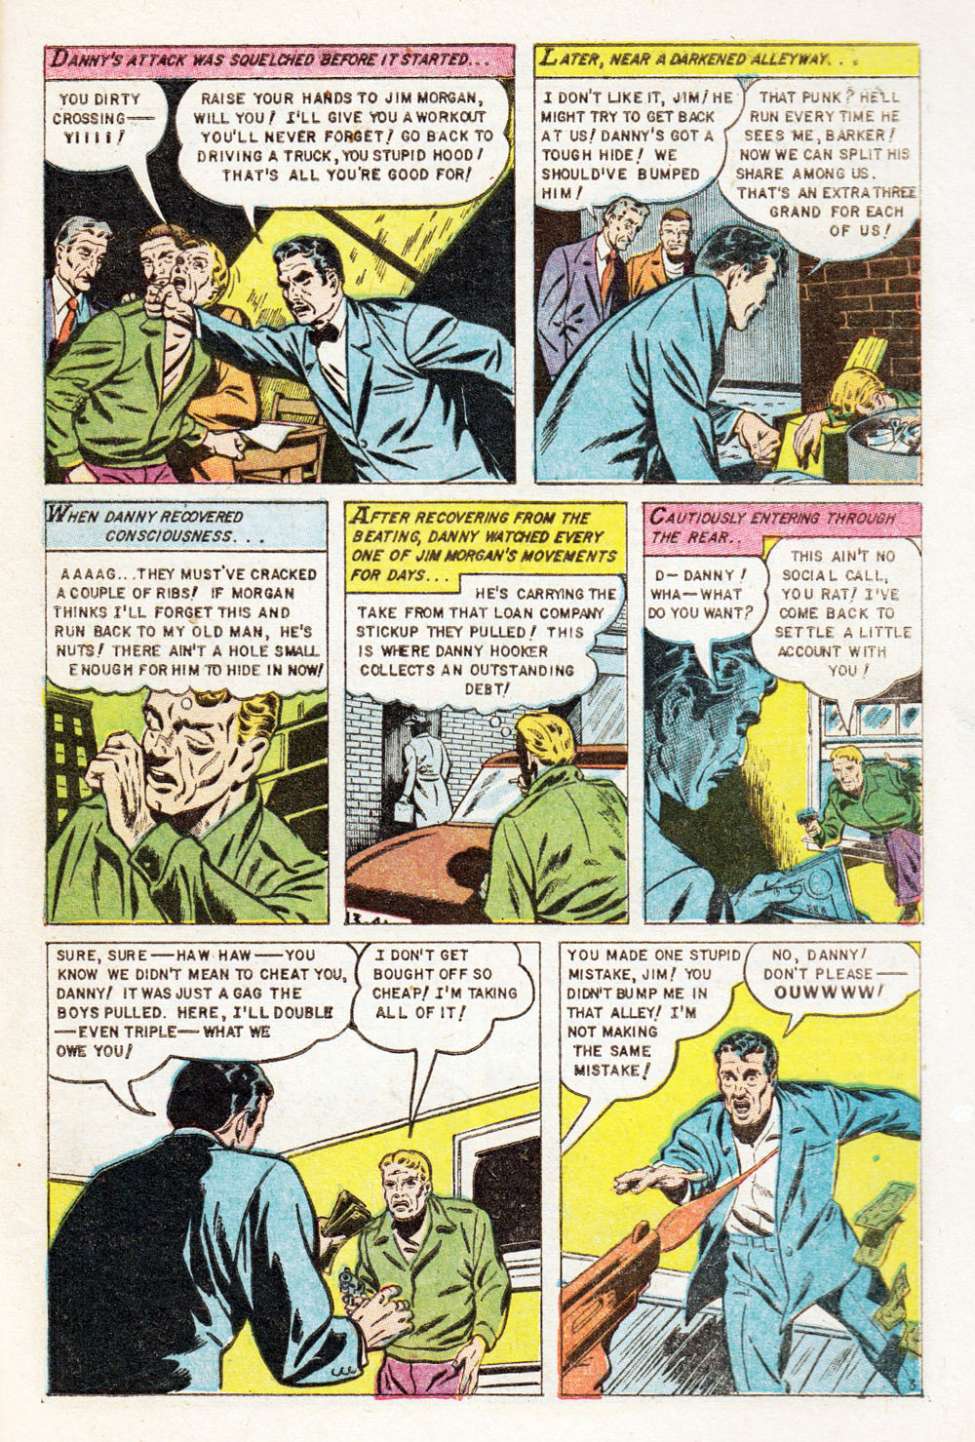 DANNY'S ATTACK WAS SQUELCHED BEFORE IT STARTED...
YOU DIRTY
CROSSING—
YIIIII!
RAISE YOUR HANDS TO JIM MORGAN,
WILL YOU! I'LL GIVE YOU A WORKOUT
YOU'LL NEVER FORGET! GO BACK TO
DRIVING A TRUCK, YOU STUPID HOOD!
THAT'S ALL YOU'RE GOOD FOR!
LATER, NEAR A DARKENED ALLEYWAY...
I DON'T LIKE IT, JIM! HE
MIGHT TRY TO GET BACK
AT US! DANNY'S GOT A
TOUGH HIDE! WE
SHOULD'VE BUMPED
HIM!
THAT PUNK? HE'LL
RUN EVERY TIME HE
SEES ME, BARKER!
NOW WE CAN SPLIT HIS
SHARE AMONG US.
THAT'S AN EXTRA THREE
GRAND FOR EACH
OF US!
WHEN DANNY RECOVERED
CONSCIOUSNESS...
AAAAG...THEY MUST'VE CRACKED
A COUPLE OF RIBS! IF MORGAN
THINKS I'LL FORGET THIS AND
RUN BACK TO MY OLD MAN, HE'S
NUTS! THERE AIN'T A HOLE SMALL
ENOUGH FOR HIM TO HIDE IN NOW!
AFTER RECOVERING FROM THE
BEATING, DANNY WATCHED EVERY
ONE OF JIM MORGAN'S MOVEMENTS
FOR DAYS...
HE'S CARRYING THE
TAKE FROM THAT LOAN COMPANY
STICKUP THEY PULLED! THIS
IS WHERE DANNY HOOKER
COLLECTS AN OUTSTANDING
DEBT!
CAUTIOUSLY ENTERING THROUGH
THE REAR..
D—DANNY!
WHA—WHAT
DO YOU WANT?
THIS AIN'T NO
SOCIAL CALL,
YOU RAT! I'VE
COME BACK TO
SETTLE A LITTLE
ACCOUNT WITH
YOU!
SURE, SURE—HAW HAW—YOU
KNOW WE DIDN'T MEAN TO CHEAT YOU,
DANNY! IT WAS JUST A GAG THE
BOYS PULLED. HERE, I'LL DOUBLE
—EVEN TRIPLE—WHAT WE
OWE YOU!
I DON'T GET
BOUGHT OFF SO
CHEAP! I'M TAKING
ALL OF IT!
YOU MADE ONE STUPID
MISTAKE, JIM! YOU
DIDN'T BUMP ME IN
THAT ALLEY! I'M
NOT MAKING
THE SAME
MISTAKE!
NO, DANNY!
DON'T PLEASE—
OUWWWW!
3